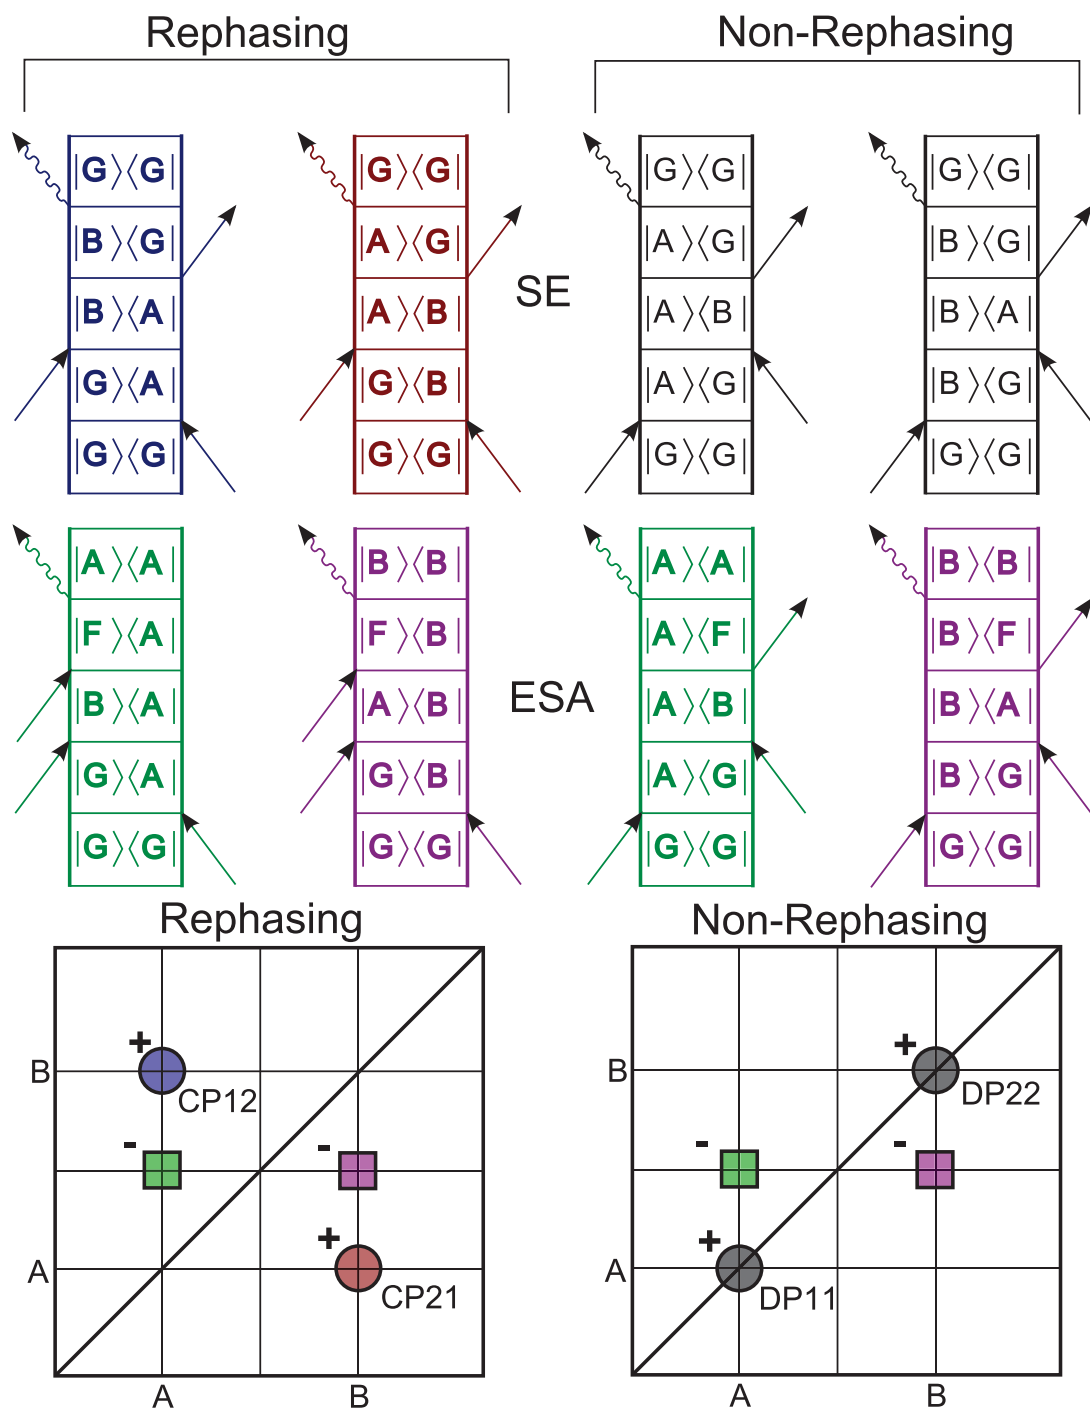 Rephasing Non-Rephasing
|G⟩⟨G| |G⟩⟨G| |G⟩⟨G| |G⟩⟨G|
|B⟩⟨G| |A⟩⟨G| |A⟩⟨G| |B⟩⟨G|
SE
|B⟩⟨A| |A⟩⟨B| |A⟩⟨B| |B⟩⟨A|
|G⟩⟨A| |G⟩⟨B| |A⟩⟨G| |B⟩⟨G|
|G⟩⟨G| |G⟩⟨G| |G⟩⟨G| |G⟩⟨G|
|A⟩⟨A| |B⟩⟨B| |A⟩⟨A| |B⟩⟨B|
|F⟩⟨A| |F⟩⟨B| |A⟩⟨F| |B⟩⟨F|
ESA
|B⟩⟨A| |A⟩⟨B| |A⟩⟨B| |B⟩⟨A|
|G⟩⟨A| |G⟩⟨B| |A⟩⟨G| |B⟩⟨G|
|G⟩⟨G| |G⟩⟨G| |G⟩⟨G| |G⟩⟨G|
Rephasing
+
B
CP12
- -
+
A
CP21
A B
Non-Rephasing
+
B
DP22
- -
+
A
DP11
A B